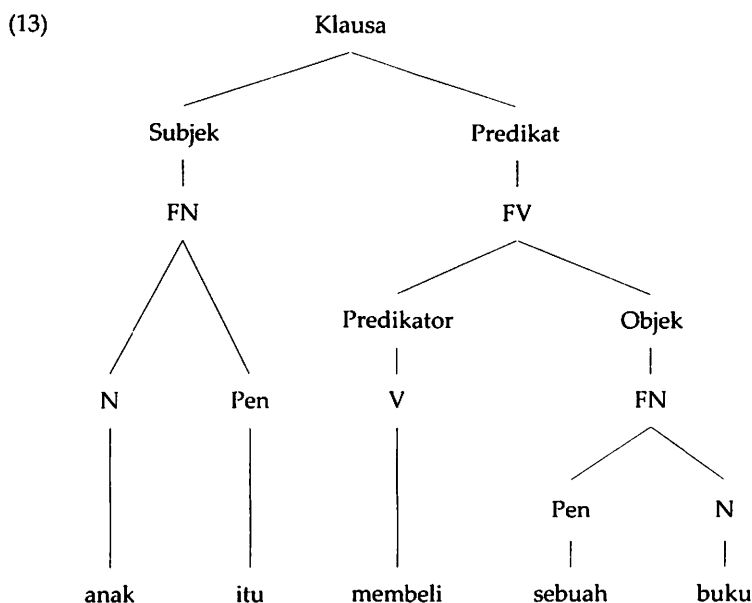 (13) Klausa
Subjek Predikat
FN FV
Predikator Objek
N Pen V FN
Pen N
anak itu membeli sebuah buku